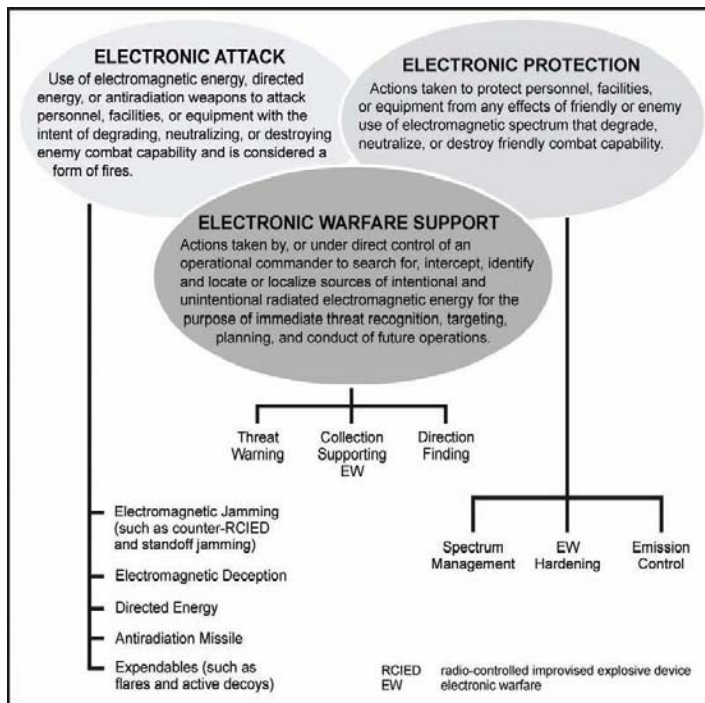 ELECTRONIC ATTACK
Use of electromagnetic energy, directed
energy, or antiradiation weapons to attack
personnel, facilities, or equipment with the
intent of degrading, neutralizing, or destroying
enemy combat capability and is considered a
form of fires.
ELECTRONIC PROTECTION
Actions taken to protect personnel, facilities,
or equipment from any effects of friendly or enemy
use of electromagnetic spectrum that degrade,
neutralize, or destroy friendly combat capability.
ELECTRONIC WARFARE SUPPORT
Actions taken by, or under direct control of an
operational commander to search for, intercept, identify
and locate or localize sources of intentional and
unintentional radiated electromagnetic energy for the
purpose of immediate threat recognition, targeting,
planning, and conduct of future operations.
Threat
Warning
Collection
Supporting
EW
Direction
Finding
Electromagnetic Jamming
(such as counter-RCIED
and standoff jamming)
Electromagnetic Deception
Directed Energy
Antiradiation Missile
Expendables (such as
flares and active decoys)
Spectrum
Management
EW
Hardening
Emission
Control
RCIED radio-controlled improvised explosive device
EW electronic warfare